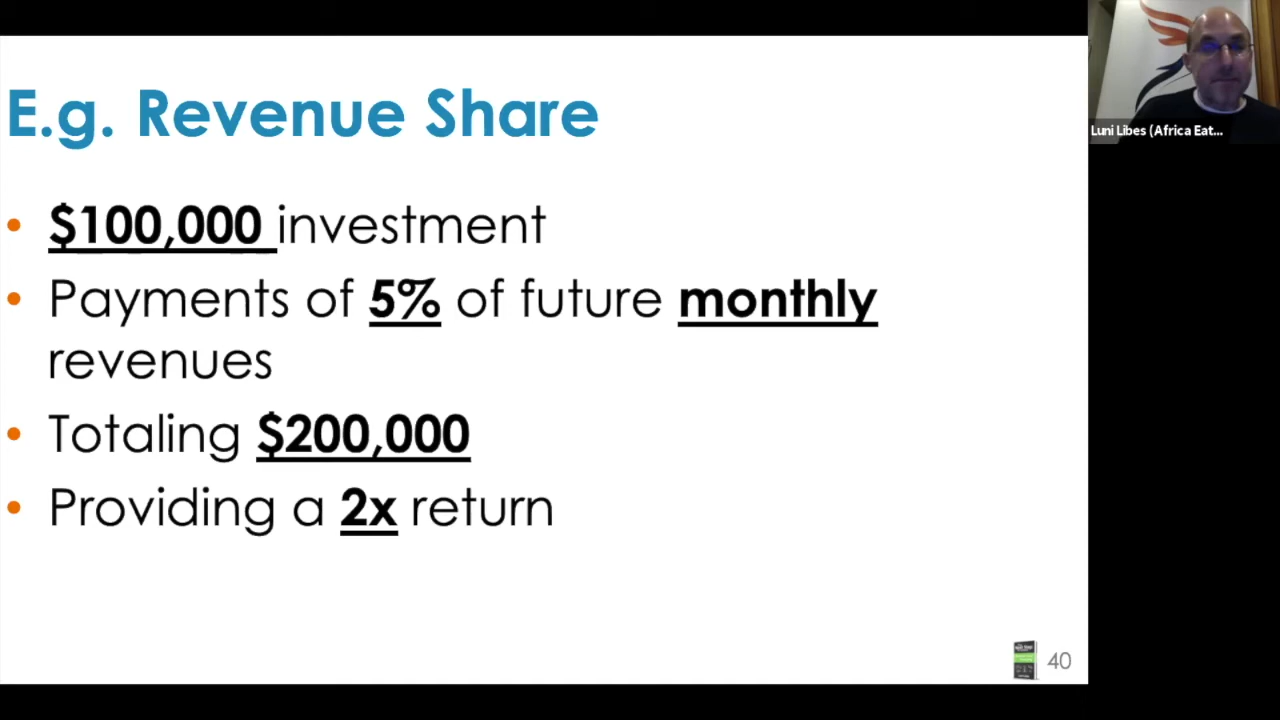 E.g. Revenue Share
• $100,000 investment
• Payments of 5% of future monthly
revenues
• Totaling $200,000
• Providing a 2x return
40
Luni Libes (Africa Eat...